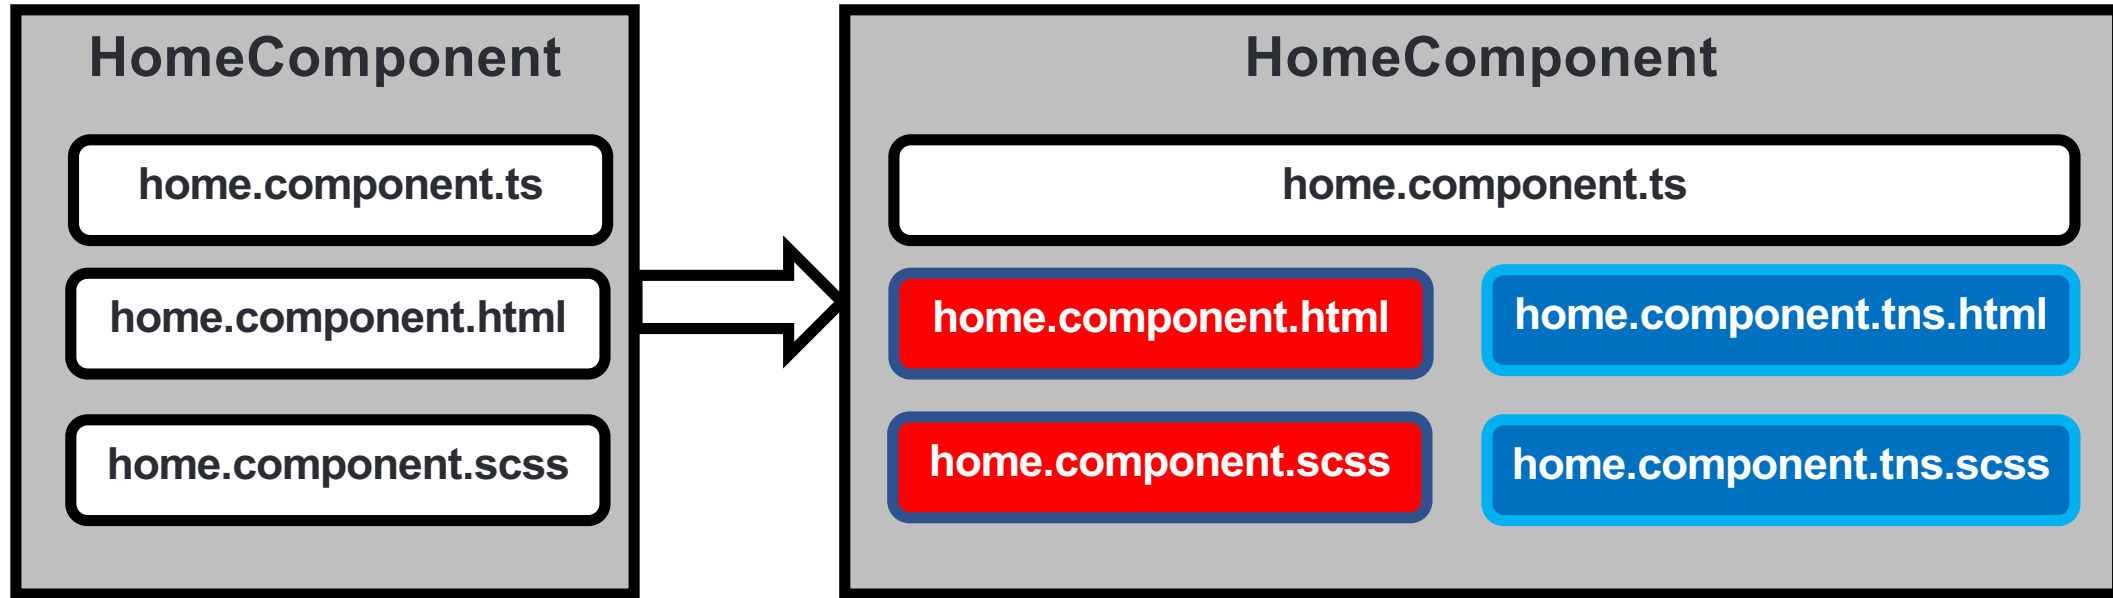 HomeComponent
home.component.ts
home.component.html
home.component.scss
HomeComponent
home.component.ts
home.component.html
home.component.tns.html
home.component.scss
home.component.tns.scss